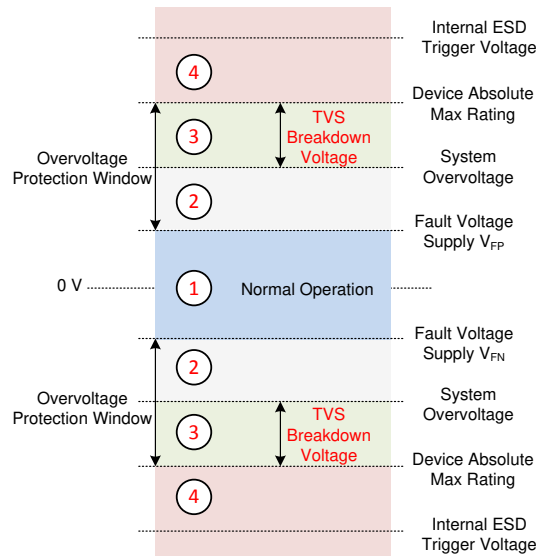 Internal ESD
Trigger Voltage
4
Device Absolute
Max Rating
3
TVS
Breakdown
Voltage
Overvoltage
Protection Window
System
Overvoltage
2
Fault Voltage
Supply VFP
0 V
1
Normal Operation
Fault Voltage
Supply VFN
2
System
Overvoltage
Overvoltage
Protection Window
3
TVS
Breakdown
Voltage
Device Absolute
Max Rating
4
Internal ESD
Trigger Voltage